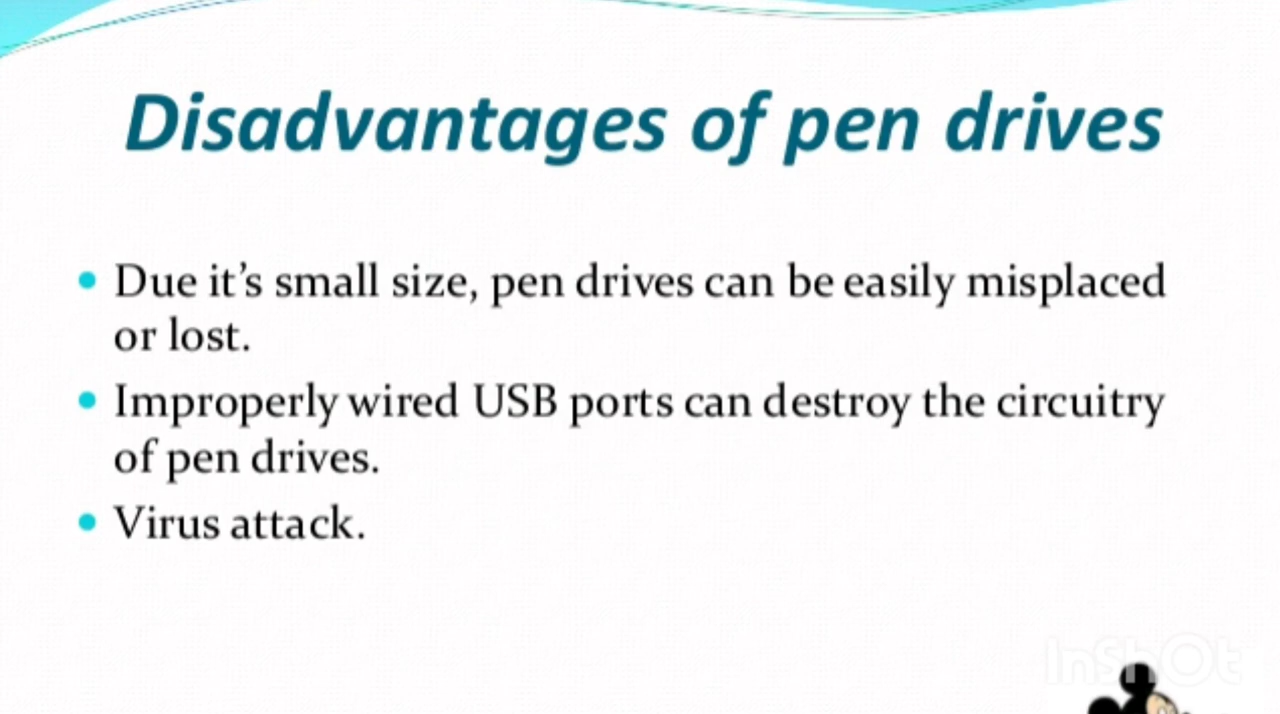 Disadvantages of pen drives
Due it’s small size, pen drives can be easily misplaced
or lost.
Improperly wired USB ports can destroy the circuitry
of pen drives.
Virus attack.
InShOt